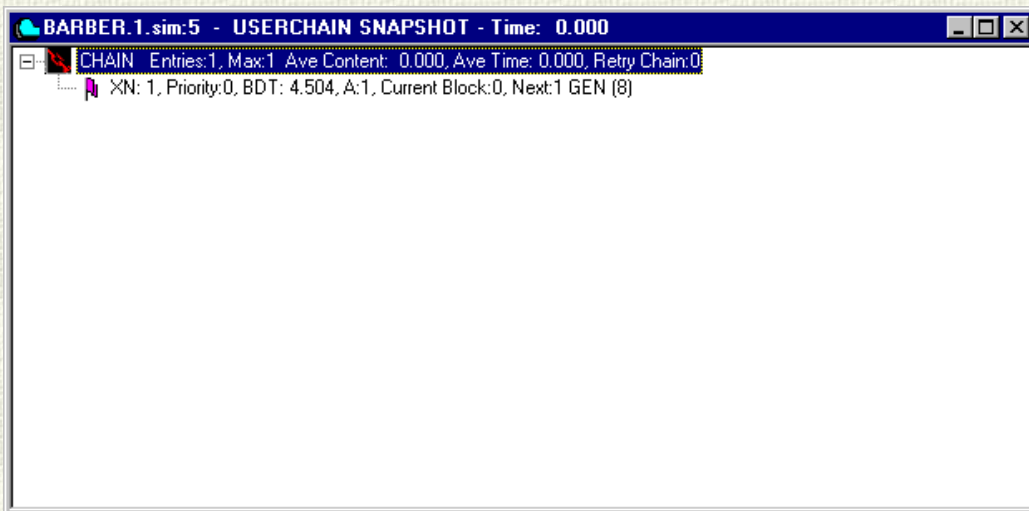 BARBER.1.sim:5 - USERCHAIN SNAPSHOT - Time: 0.000
CHAIN Entries:1, Max:1 Ave Content: 0.000, Ave Time: 0.000, Retry Chain:0
XN: 1, Priority:0, BDT: 4.504, A:1, Current Block:0, Next:1 GEN (8)